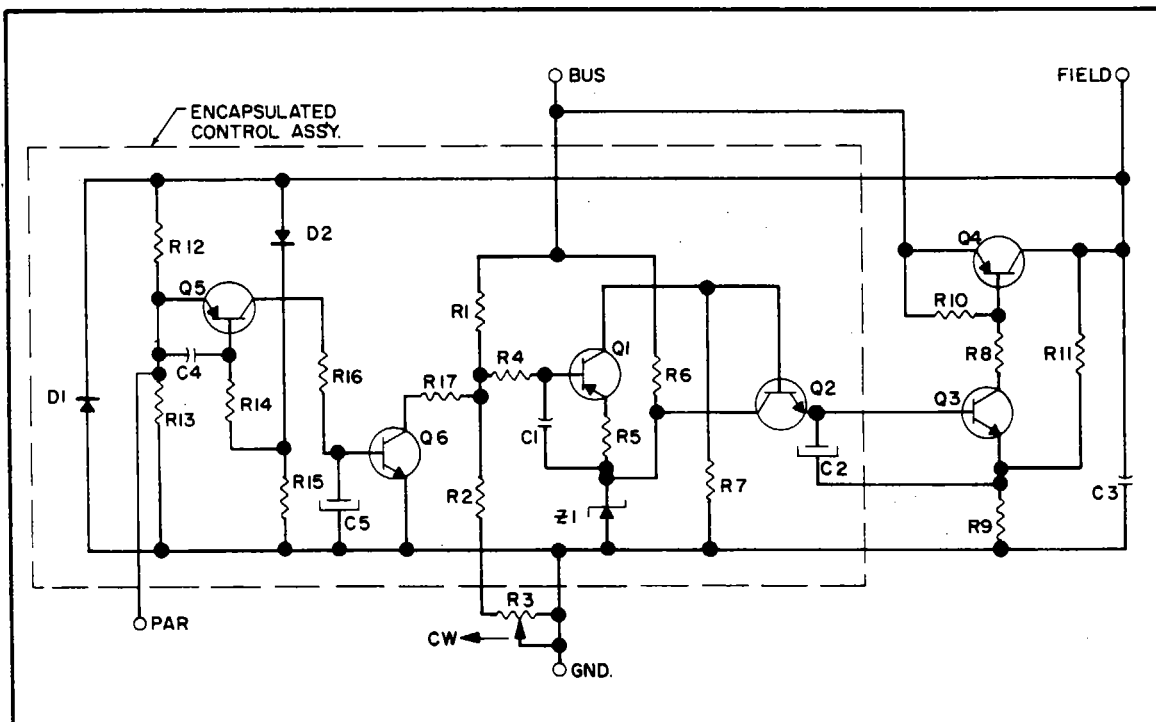 BUS
FIELD
ENCAPSULATED
CONTROL ASSY.
R12
D2
Q5
Q4
R1
R10
R4
Q1
R6
R8
R11
C4
R16
D1
R13
R14
R17
Q2
Q3
Q6
C1
R5
C2
R15
R2
Z1
R7
C3
C5
R9
R3
PAR
CW
GND.